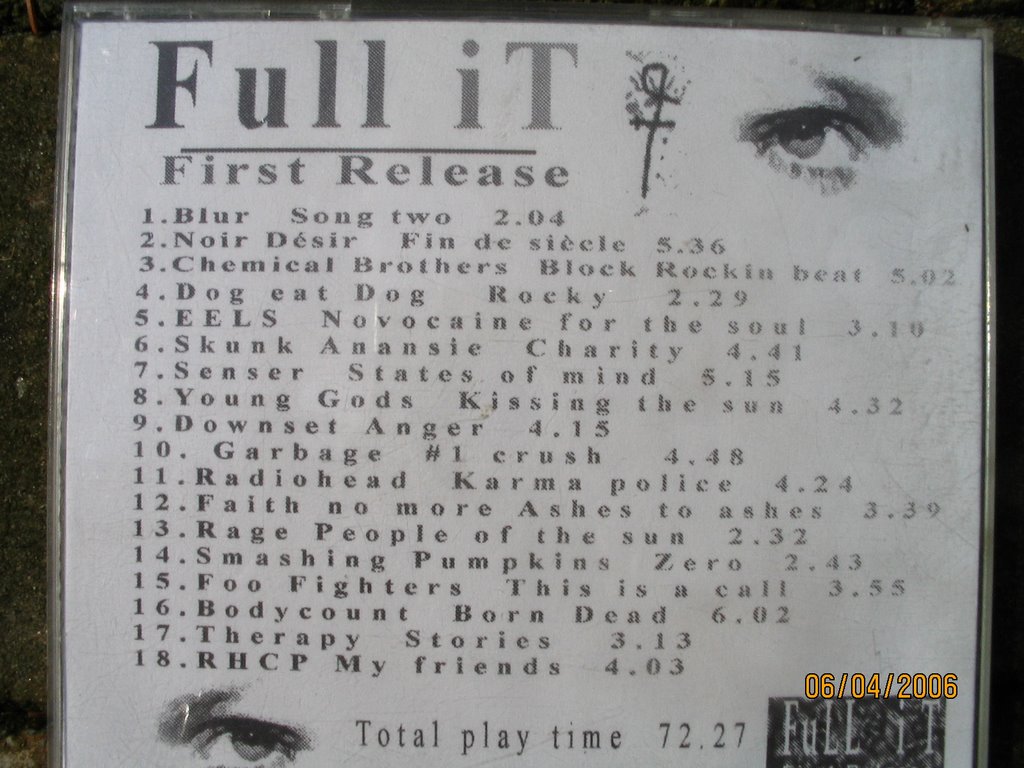 Full iT
First Release
1.Blur Song two 2.04
2.Noir Désir Fin de siècle 5.36
3.Chemical Brothers Block Rockin beat 5.02
4.Dog eat Dog Rocky 2.29
5.EELS Novocaine for the soul 3.10
6.Skunk Anansie Charity 4.41
7.Senser States of mind 5.15
8.Young Gods Kissing the sun 4.32
9.Downset Anger 4.15
10. Garbage #1 crush 4.48
11.Radiohead Karma police 4.24
12.Faith no more Ashes to ashes 3.39
13.Rage People of the sun 2.32
14.Smashing Pumpkins Zero 2.43
15.Foo Fighters This is a call 3.55
16.Bodycount Born Dead 6.02
17.Therapy Stories 3.13
18.RHCP My friends 4.03
06/04/2006
Total play time 72.27
FuLL iT